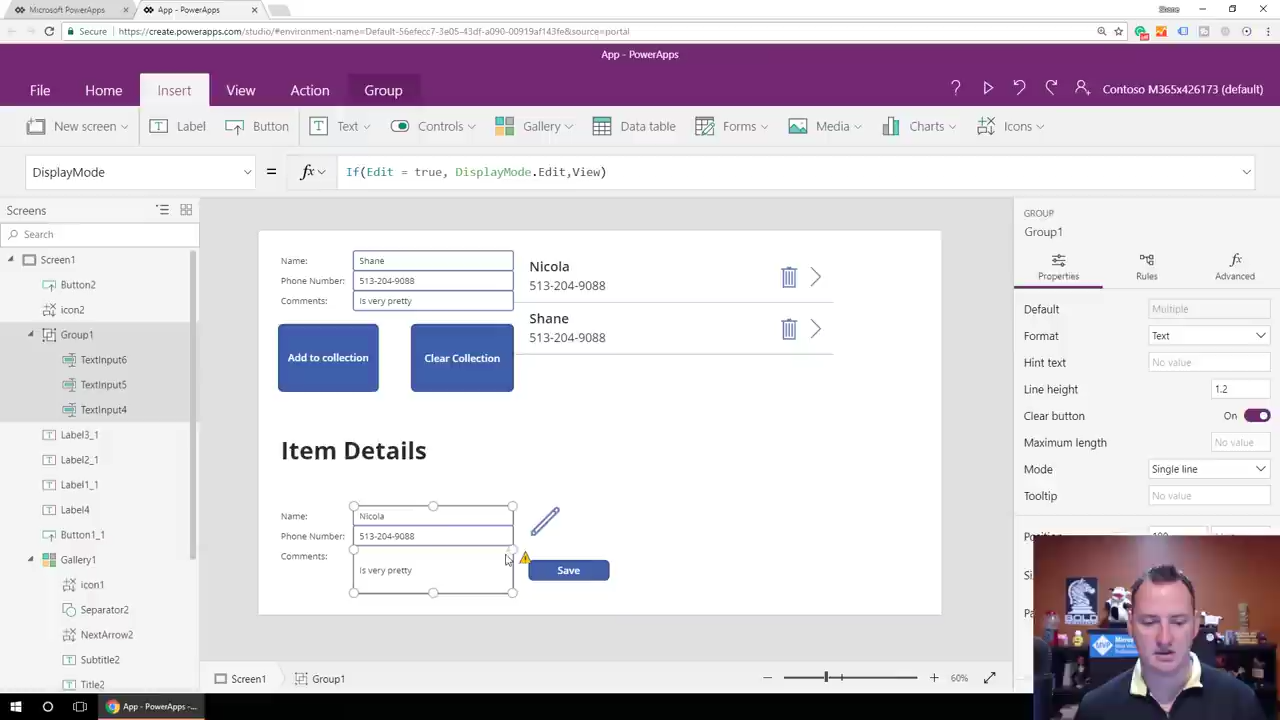 Microsoft PowerApps
App - PowerApps
Shane
Secure
https://create.powerapps.com/studio/#environment-name=Default-56efecc7-3e05-43df-a090-00919af143fe&source=portal
App - PowerApps
File
Home
Insert
View
Action
Group
?
Contoso M365x426173 (default)
New screen
Label
Button
Text
Controls
Gallery
Data table
Forms
Media
Charts
Icons
DisplayMode
=
fx
If(Edit = true, DisplayMode.Edit,View)
Screens
Search
Screen1
Button2
icon2
Group1
TextInput6
TextInput5
TextInput4
Label3_1
Label2_1
Label1_1
Label4
Button1_1
Gallery1
icon1
Separator2
NextArrow2
Subtitle2
Title2
Name:
Shane
Phone Number:
513-204-9088
Comments:
is very pretty
Add to collection
Clear Collection
Nicola
513-204-9088
Shane
513-204-9088
Item Details
Name:
Nicola
Phone Number:
513-204-9088
Comments:
is very pretty
Save
GROUP
Group1
Properties
Rules
Advanced
Default
Multiple
Format
Text
Hint text
No value
Line height
1.2
Clear button
On
Maximum length
No value
Mode
Single line
Tooltip
No value
Screen1
Group1
60%
App - PowerApps -...